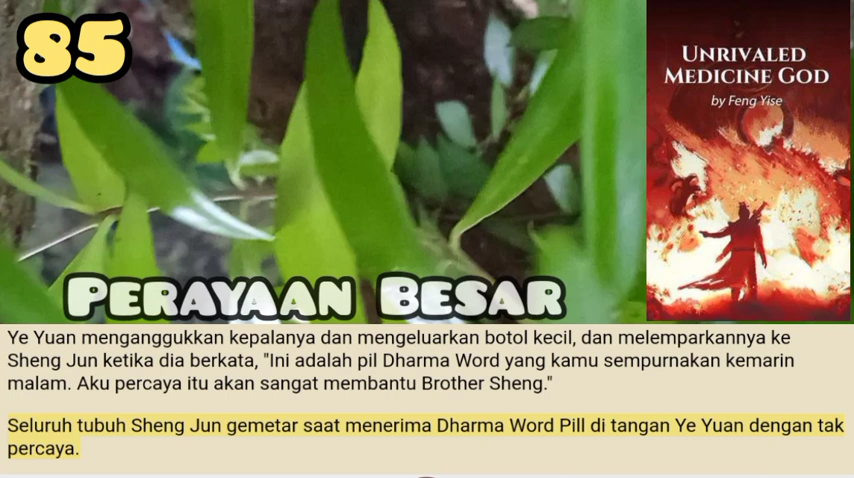 85
UNRIVALED
MEDICINE GOD
by Feng Yise
PERAYAAN BESAR
Ye Yuan menganggukkan kepalanya dan mengeluarkan botol kecil, dan melemparkannya ke
Sheng Jun ketika dia berkata, "Ini adalah pil Dharma Word yang kamu sempurnakan kemarin
malam. Aku percaya itu akan sangat membantu Brother Sheng."
Seluruh tubuh Sheng Jun gemetar saat menerima Dharma Word Pill di tangan Ye Yuan dengan tak
percaya.